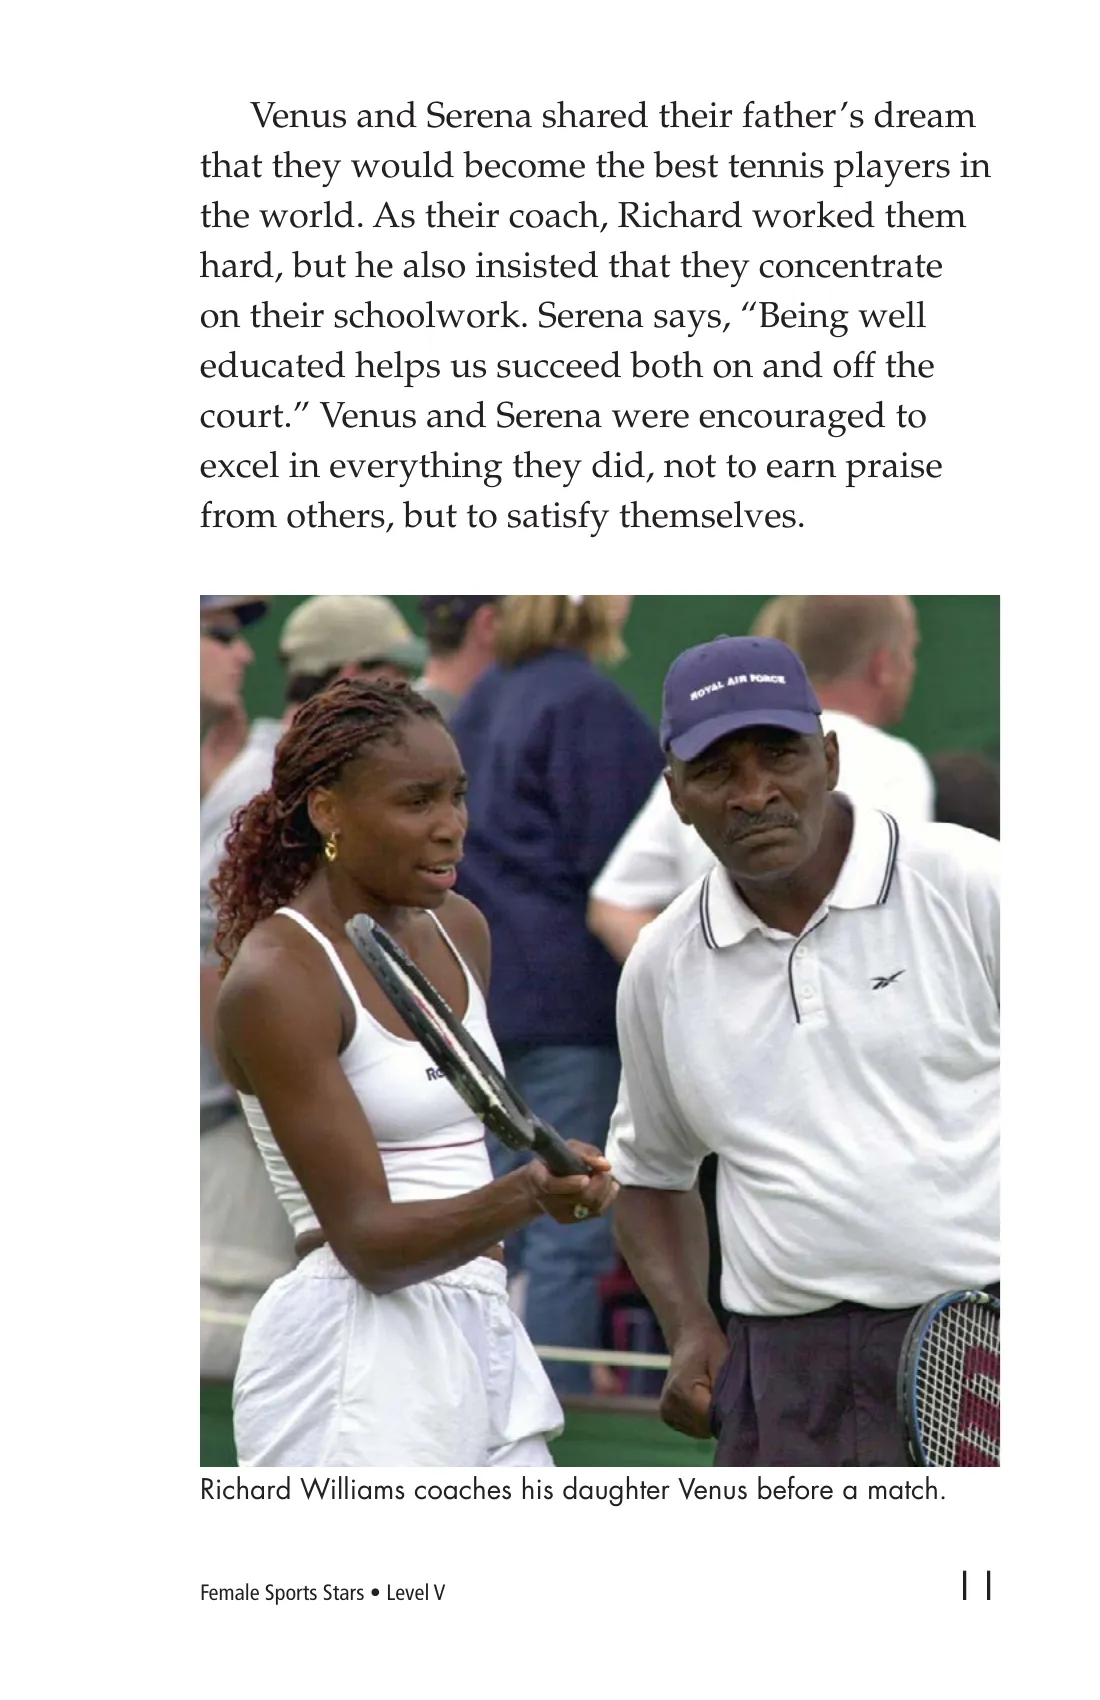 Venus and Serena shared their father’s dream
that they would become the best tennis players in
the world. As their coach, Richard worked them
hard, but he also insisted that they concentrate
on their schoolwork. Serena says, “Being well
educated helps us succeed both on and off the
court.” Venus and Serena were encouraged to
excel in everything they did, not to earn praise
from others, but to satisfy themselves.
ROYAL AIR FORCE
Richard Williams coaches his daughter Venus before a match.
Female Sports Stars • Level V
11